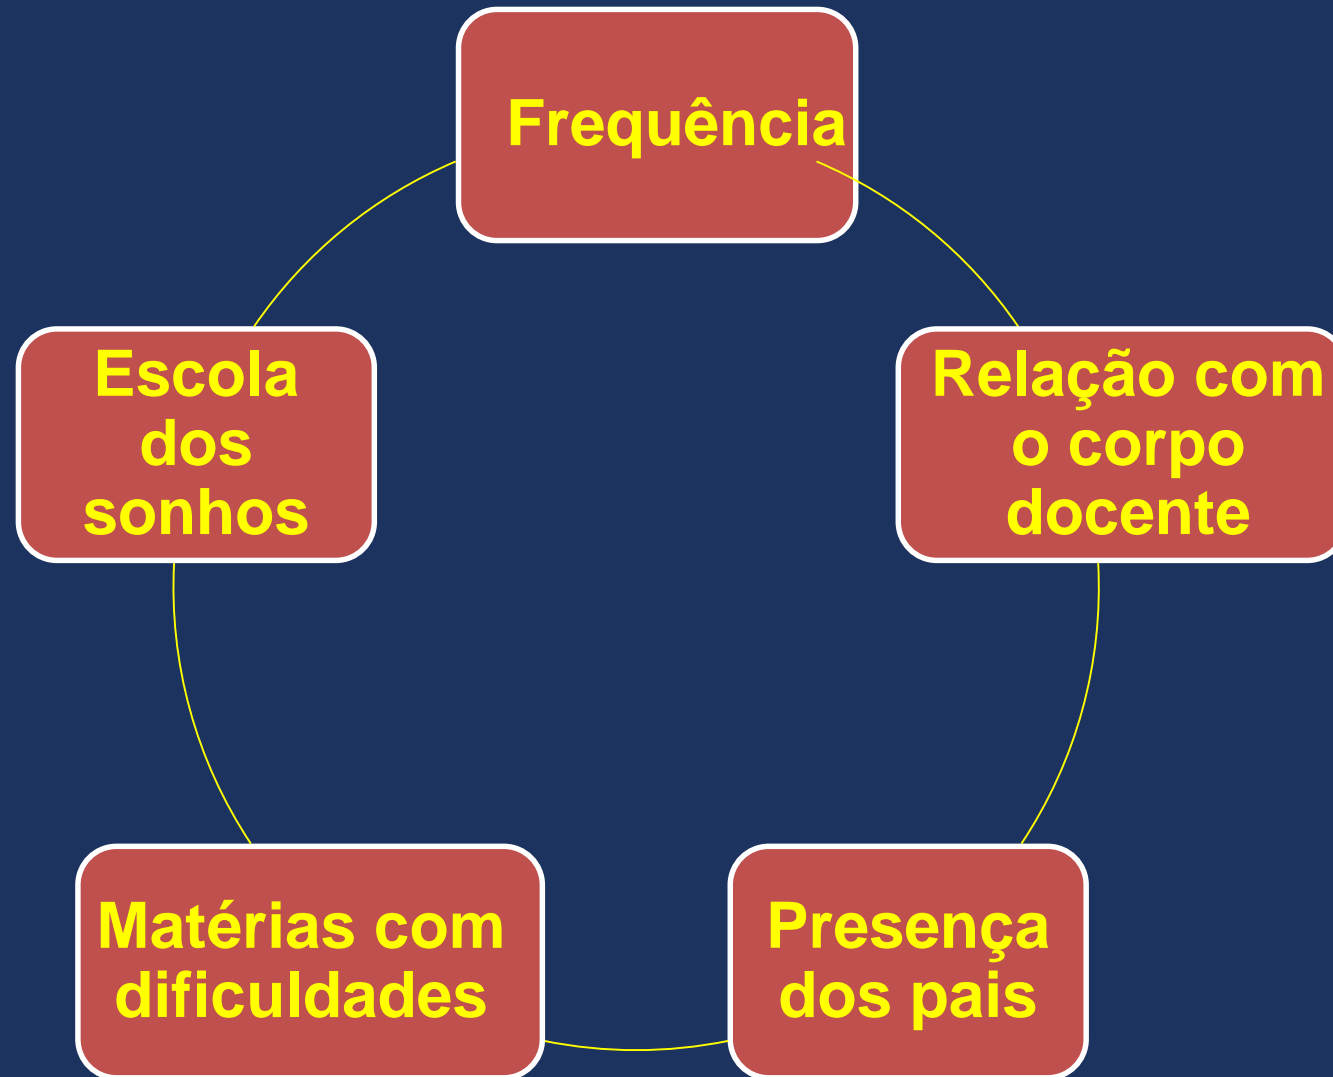 Frequência
Escola
dos
sonhos
Relação com
o corpo
docente
Matérias com
dificuldades
Presença
dos pais